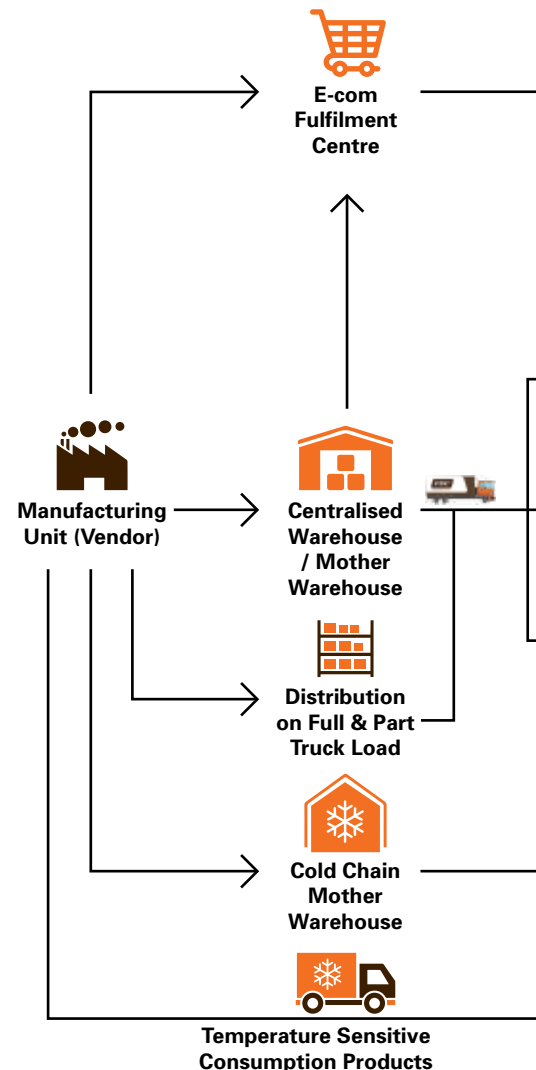 E-com
Fulfilment
Centre
Manufacturing
Unit (Vendor)
Centralised
Warehouse
/ Mother
Warehouse
Distribution
on Full & Part
Truck Load
Cold Chain
Mother
Warehouse
Temperature Sensitive
Consumption Products